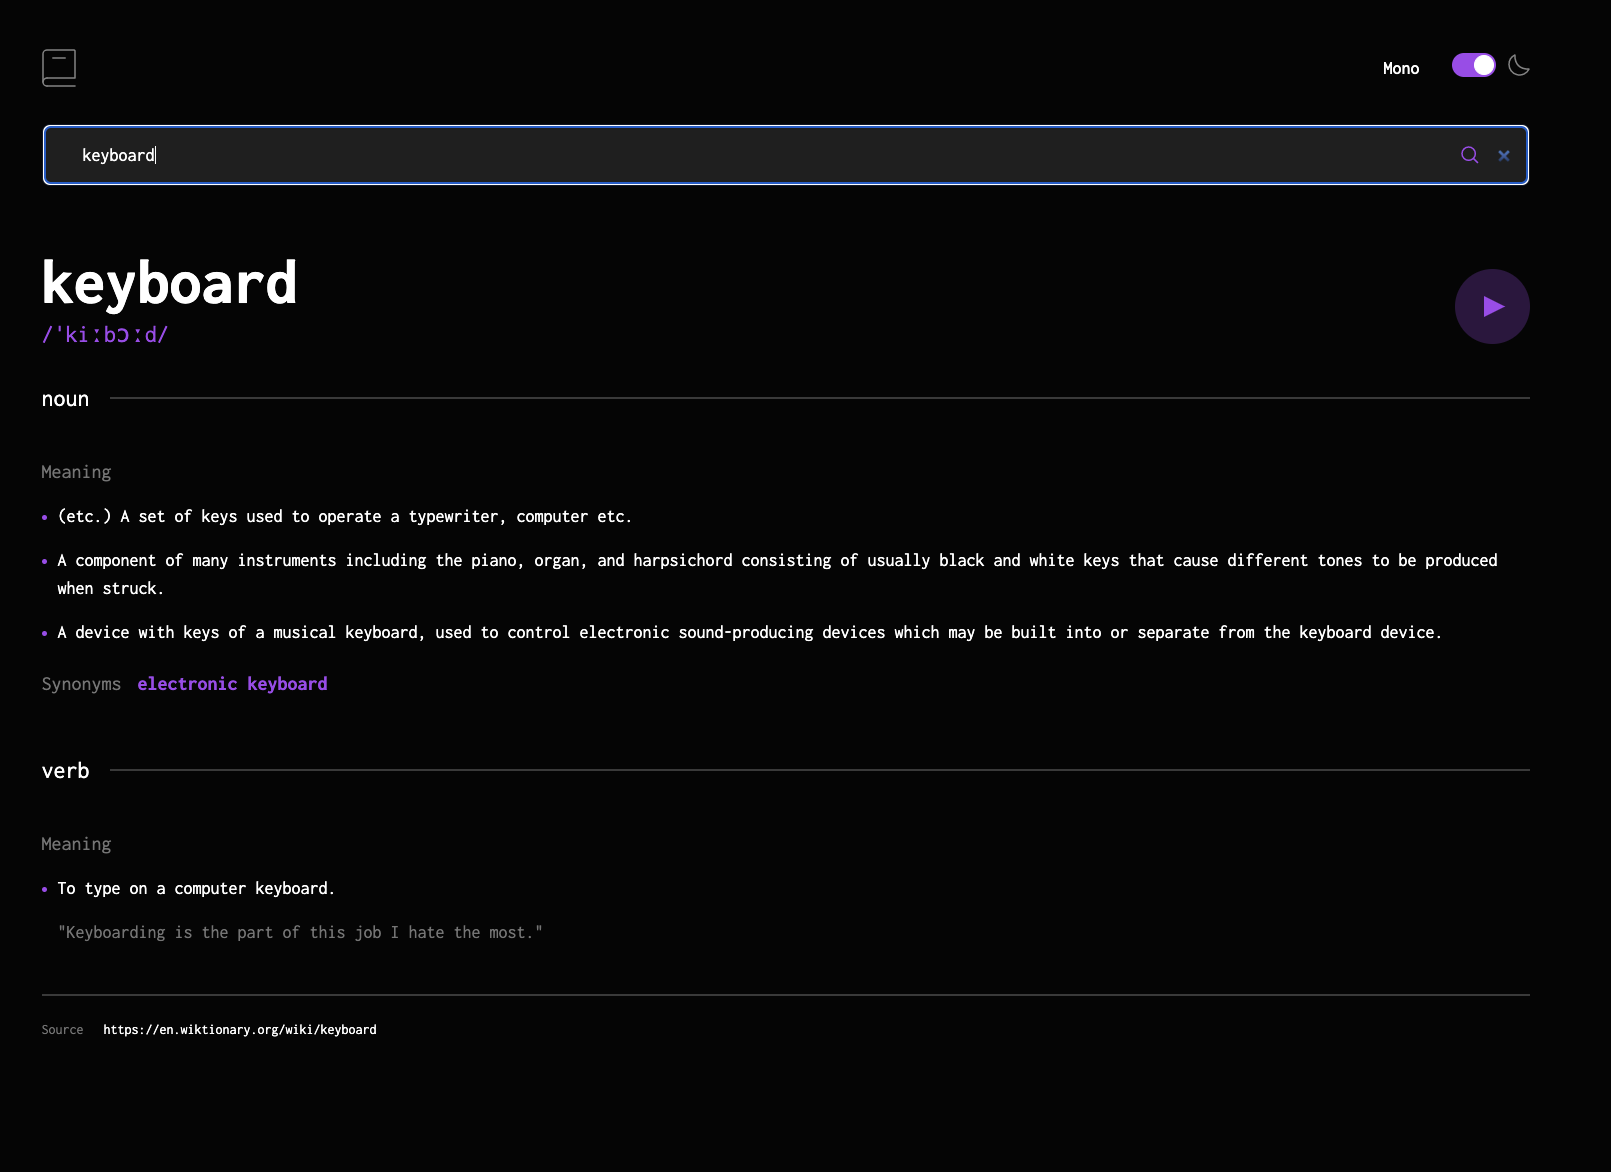 Mono
keyboard
keyboard
/ˈkiːbɔːd/
noun
Meaning
• (etc.) A set of keys used to operate a typewriter, computer etc.
• A component of many instruments including the piano, organ, and harpsichord consisting of usually black and white keys that cause different tones to be produced
when struck.
• A device with keys of a musical keyboard, used to control electronic sound-producing devices which may be built into or separate from the keyboard device.
Synonyms electronic keyboard
verb
Meaning
• To type on a computer keyboard.
"Keyboarding is the part of this job I hate the most."
Source https://en.wiktionary.org/wiki/keyboard